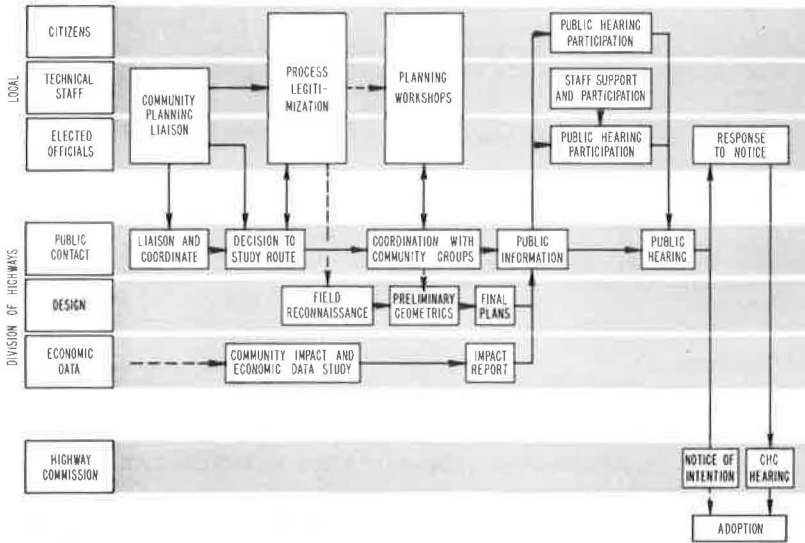 LOCAL
CITIZENS
TECHNICAL
STAFF
ELECTED
OFFICIALS
COMMUNITY
PLANNING
LIAISON
PROCESS
LEGITI-
MIZATION
PLANNING
WORKSHOPS
PUBLIC HEARING
PARTICIPATION
STAFF SUPPORT
AND PARTICIPATION
PUBLIC HEARING
PARTICIPATION
RESPONSE
TO NOTICE
DIVISION OF HIGHWAYS
PUBLIC
CONTACT
DESIGN
ECONOMIC
DATA
LIAISON AND
COORDINATE
DECISION TO
STUDY ROUTE
COORDINATION WITH
COMMUNITY GROUPS
PUBLIC
INFORMATION
PUBLIC
HEARING
FIELD
RECONNAISSANCE
PRELIMINARY
GEOMETRICS
FINAL
PLANS
COMMUNITY IMPACT AND
ECONOMIC DATA STUDY
IMPACT
REPORT
HIGHWAY
COMMISSION
NOTICE OF
INTENTION
CHC
HEARING
ADOPTION